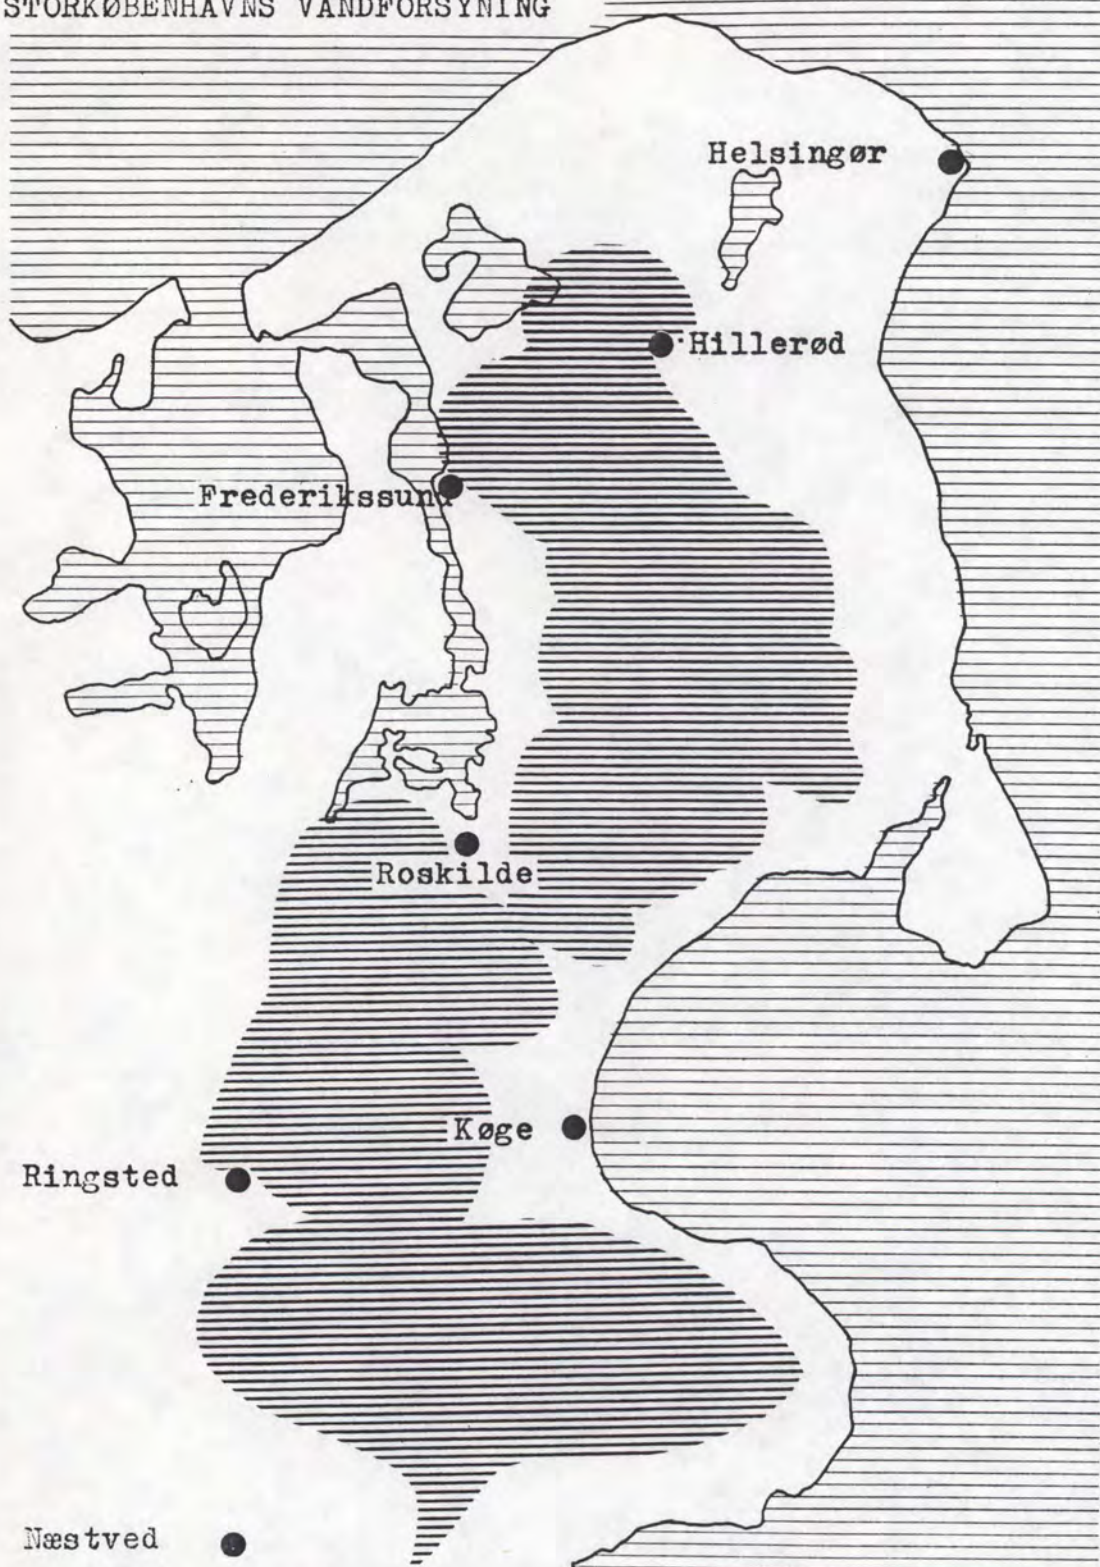 STORKØBENHAVNS VANDFORSYNING
Helsingør
Hillerød
Frederikssund
Roskilde
Køge
Ringsted
Næstved